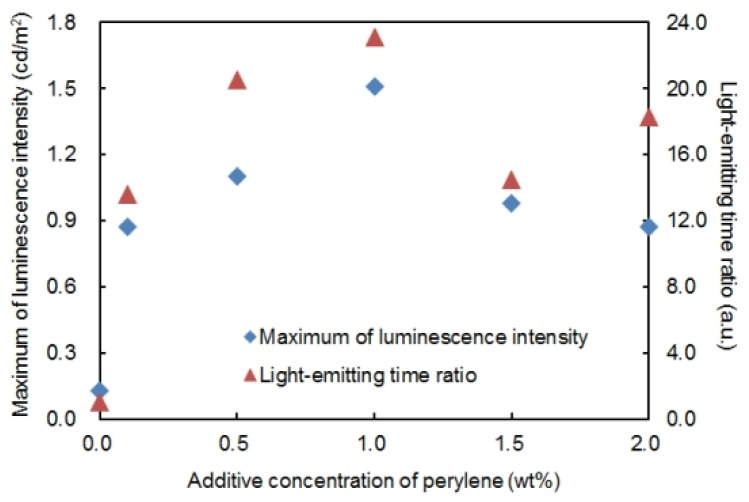 Maximum of luminescence intensity (cd/m²)
1.8
1.5
1.2
0.9
0.6
0.3
0.0
24.0
20.0
16.0
12.0
8.0
4.0
0.0
Light-emitting time
ratio (a.u.)
Maximum of luminescence intensity
Light-emitting time ratio
0.0 0.5 1.0 1.5 2.0
Additive concentration of perylene (wt%)